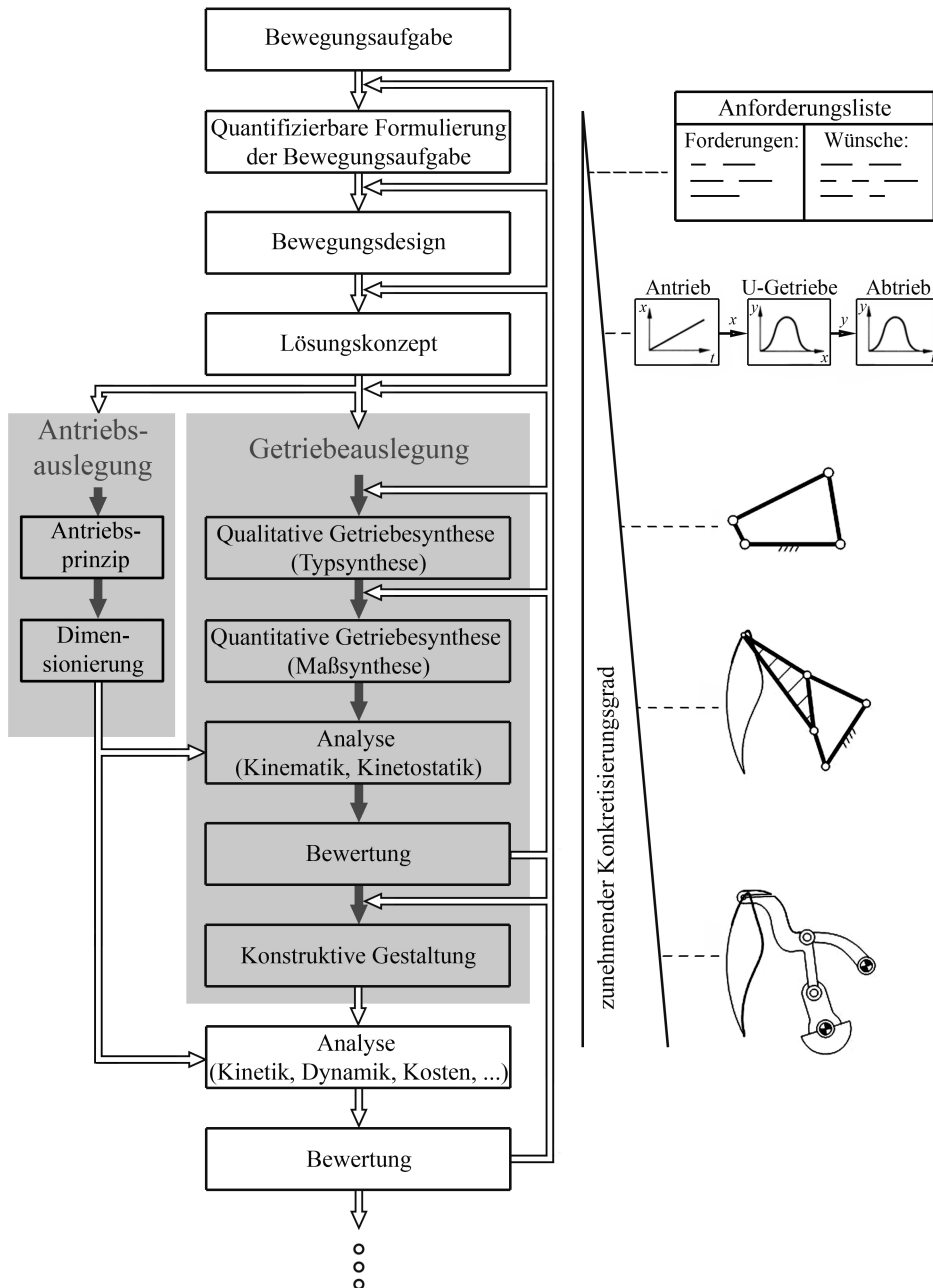 Bewegungsaufgabe
Quantifizierbare Formulierung
der Bewegungsaufgabe
Bewegungsdesign
Lösungskonzept
Antriebs-
auslegung
Antriebs-
prinzip
Dimen-
sionierung
Getriebeauslegung
Qualitative Getriebesynthese
(Typsynthese)
Quantitative Getriebesynthese
(Maßsynthese)
Analyse
(Kinematik, Kinetostatik)
Bewertung
Konstruktive Gestaltung
Analyse
(Kinetik, Dynamik, Kosten, ...)
Bewertung
zunehmender Konkretisierungsgrad
Anforderungsliste
Forderungen:
Wünsche:
Antrieb
x
t
x
U-Getriebe
y
x
y
Abtrieb
y
t